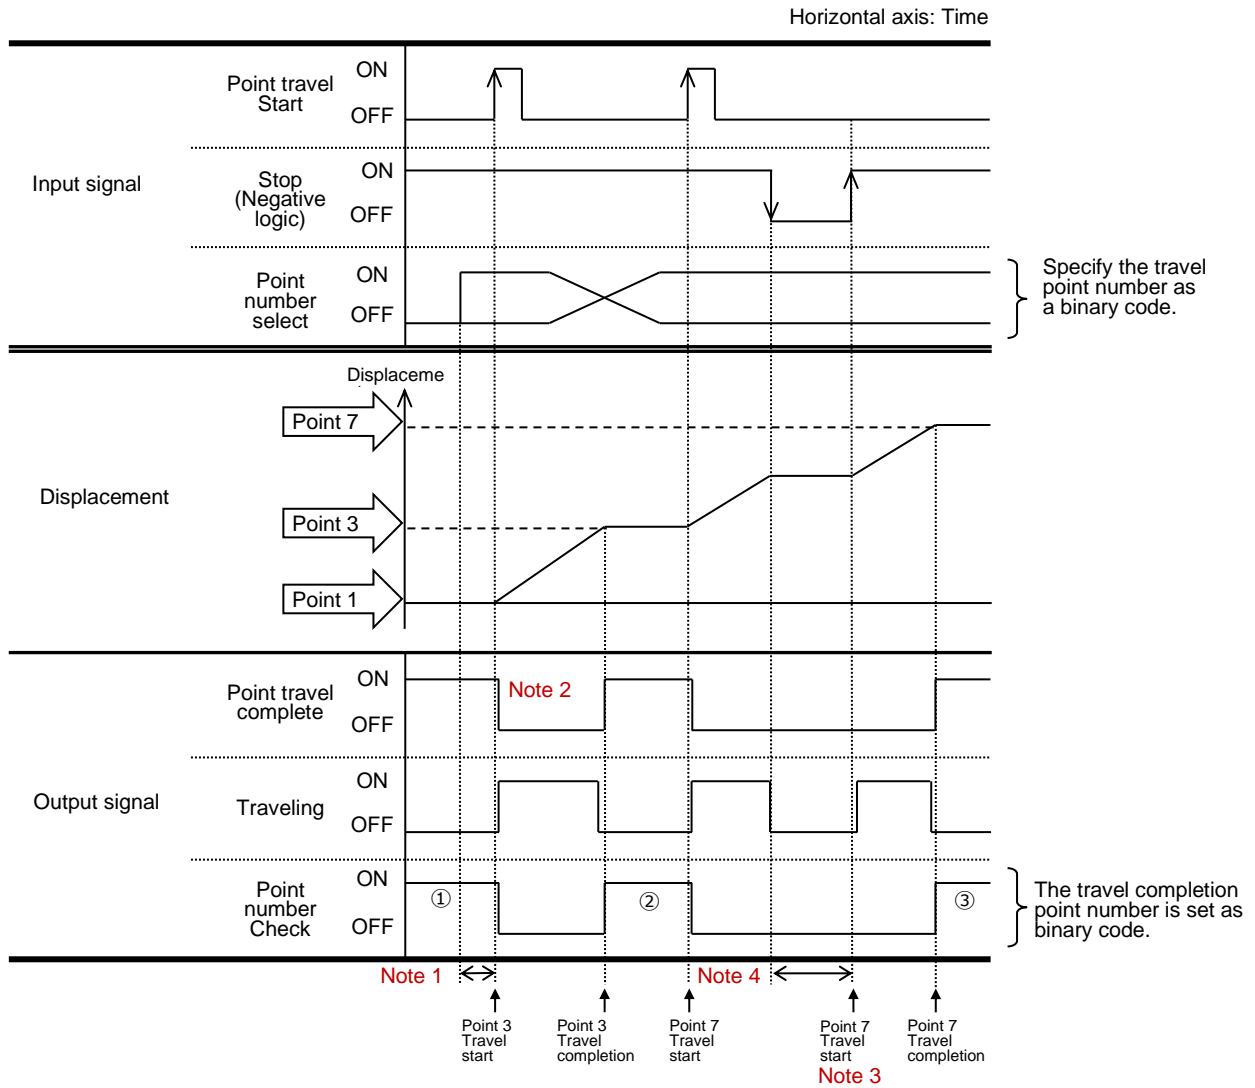 Horizontal axis: Time
Input signal
Point travel
Start
ON
OFF
Stop
(Negative
logic)
ON
OFF
Point
number
select
ON
OFF
Specify the travel
point number as
a binary code.
Displaceme
Displacement
Point 7
Point 3
Point 1
Output signal
Point travel
complete
ON
OFF
Note 2
Traveling
ON
OFF
Point
number
Check
ON
OFF
①
②
③
The travel completion
point number is set as
binary code.
Note 1
Note 4
Point 3
Travel
start
Point 3
Travel
completion
Point 7
Travel
start
Point 7
Travel
start
Note 3
Point 7
Travel
completion